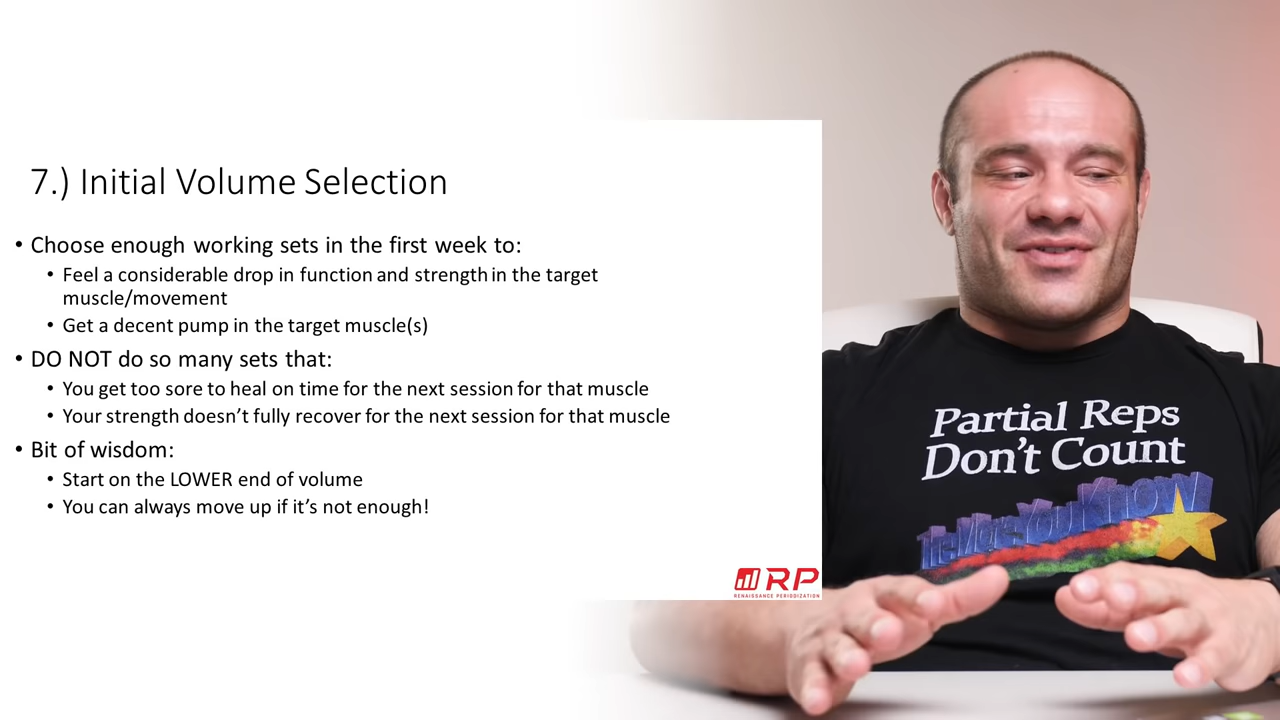 7.) Initial Volume Selection
• Choose enough working sets in the first week to:
• Feel a considerable drop in function and strength in the target
muscle/movement
• Get a decent pump in the target muscle(s)
• DO NOT do so many sets that:
• You get too sore to heal on time for the next session for that muscle
• Your strength doesn't fully recover for the next session for that muscle
• Bit of wisdom:
• Start on the LOWER end of volume
• You can always move up if it's not enough!
RP
RENAISSANCE PERIODIZATION
Partial Reps
Don't Count
The More You Know